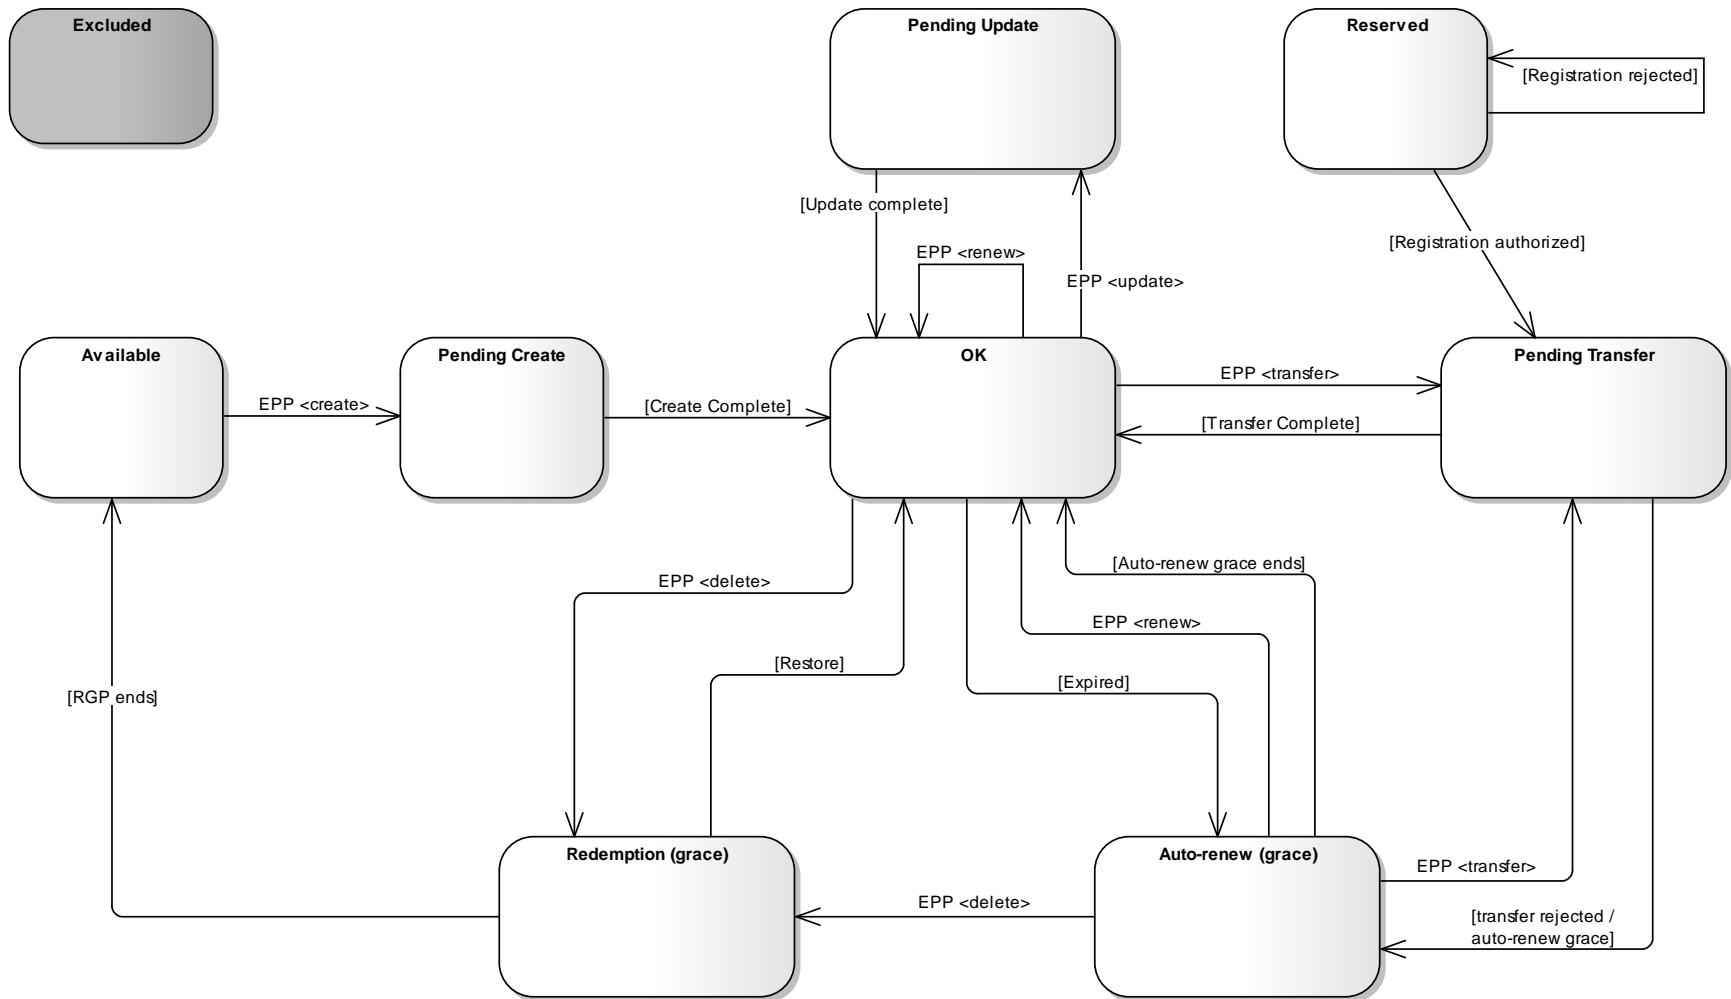 Excluded
Pending Update
Reserved
[Registration rejected]
[Update complete]
[Registration authorized]
EPP <renew>
EPP <update>
Available
Pending Create
OK
Pending Transfer
EPP <transfer>
EPP <create>
[Create Complete]
[Transfer Complete]
[Auto-renew grace ends]
EPP <delete>
EPP <renew>
[Restore]
[Expired]
[RGP ends]
Redemption (grace)
Auto-renew (grace)
EPP <transfer>
EPP <delete>
[transfer rejected /
auto-renew grace]